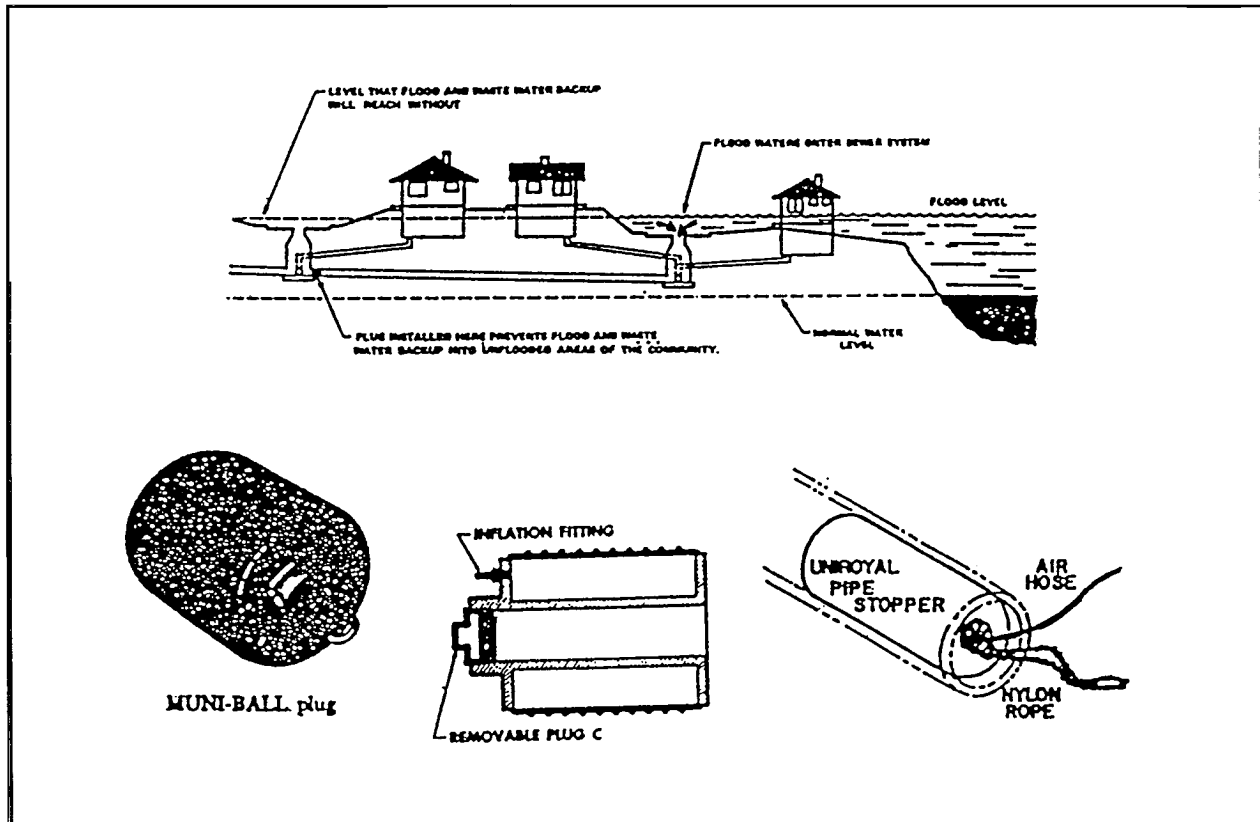 LEVEL THAT FLOOD AND WASTE WATER BACKUP
WILL REACH WITHOUT
FLOOD WATERS ENTER SEWER SYSTEM
FLOOD LEVEL
PLUG INSTALLED HERE PREVENTS FLOOD AND WASTE
WATER BACKUP INTO UNFLOODED AREAS OF THE COMMUNITY.
NORMAL WATER
LEVEL
MUNI-BALL plug
INFLATION FITTING
REMOVABLE PLUG C
UNIROYAL
PIPE
STOPPER
AIR
HOSE
NYLON
ROPE